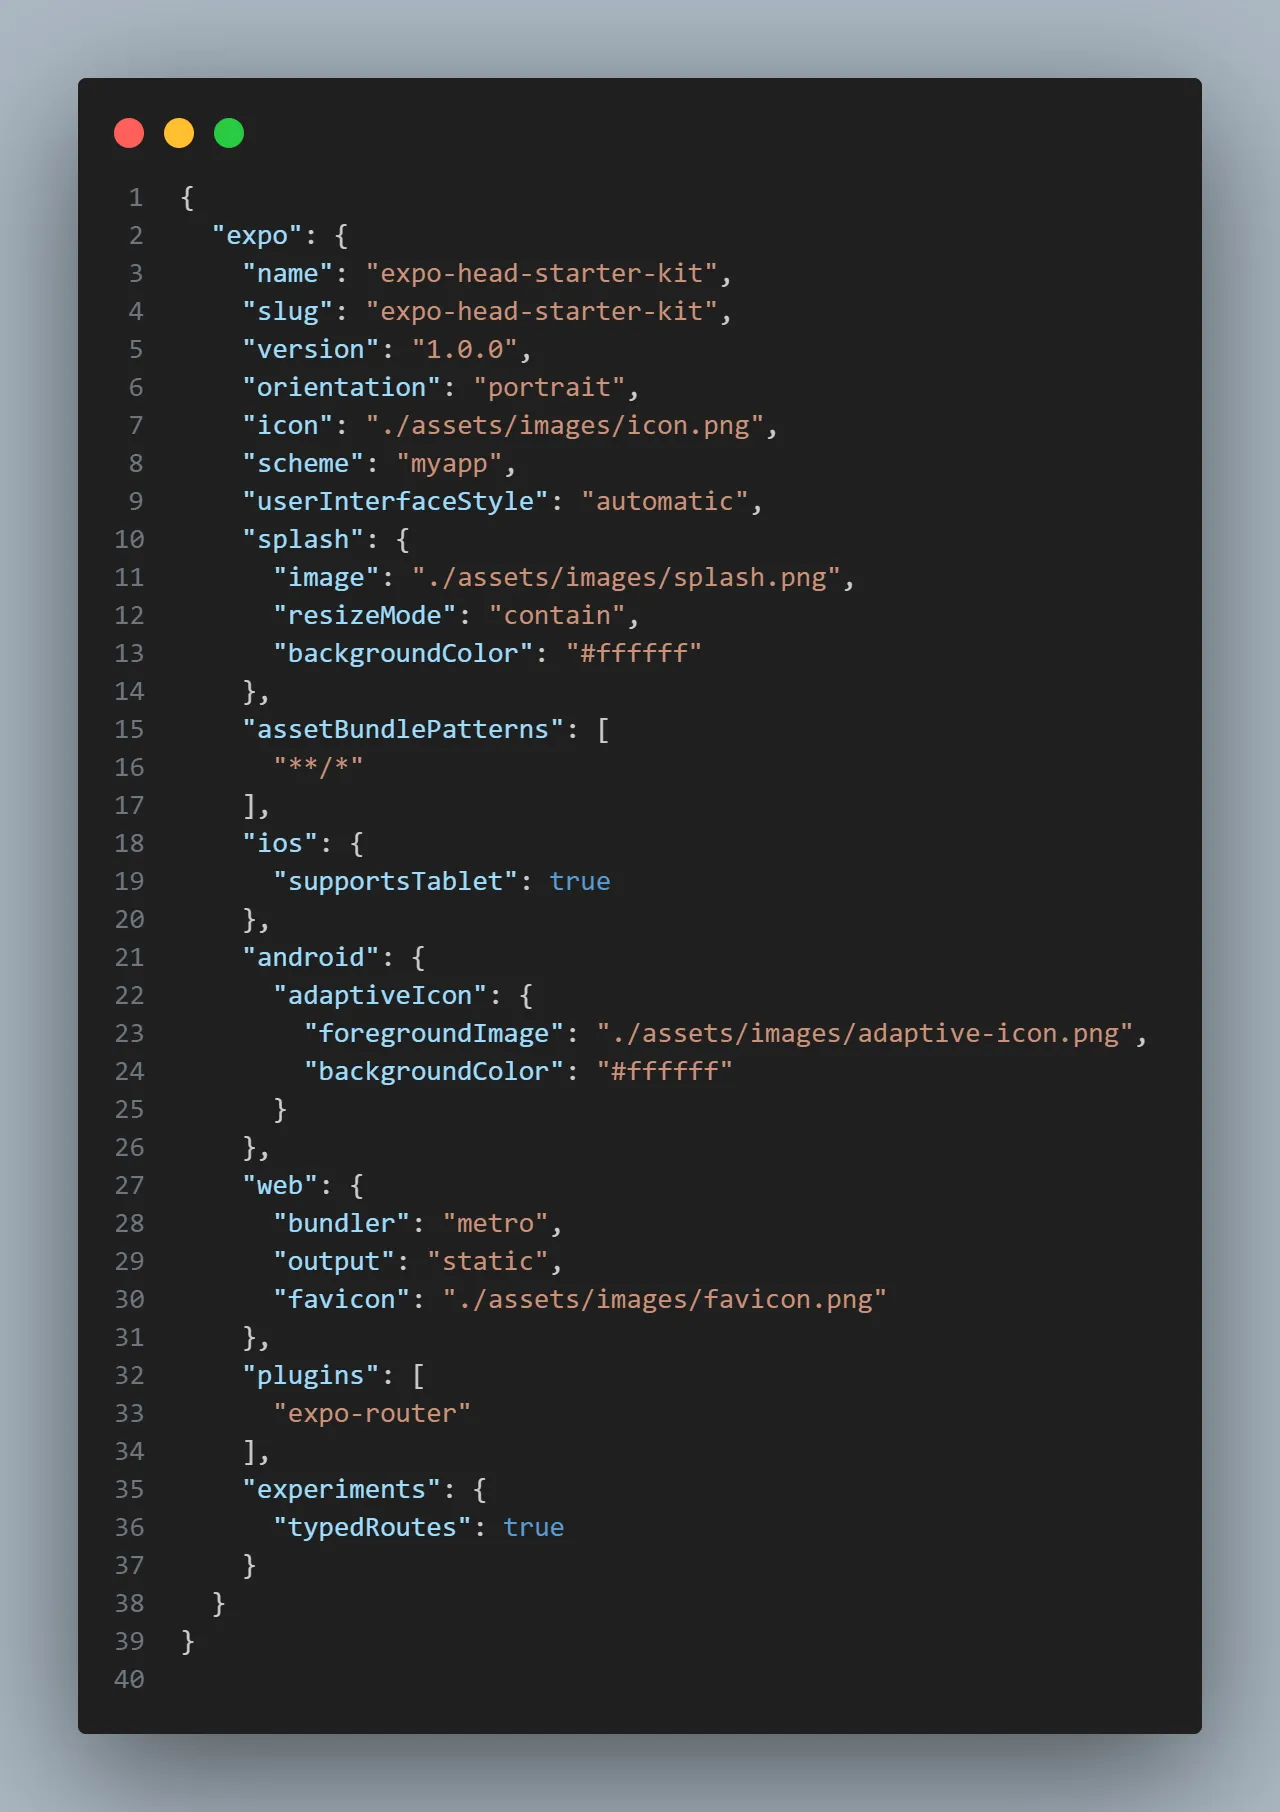 1 {
2   "expo": {
3     "name": "expo-head-starter-kit",
4     "slug": "expo-head-starter-kit",
5     "version": "1.0.0",
6     "orientation": "portrait",
7     "icon": "./assets/images/icon.png",
8     "scheme": "myapp",
9     "userInterfaceStyle": "automatic",
10     "splash": {
11       "image": "./assets/images/splash.png",
12       "resizeMode": "contain",
13       "backgroundColor": "#ffffff"
14     },
15     "assetBundlePatterns": [
16       "**/*"
17     ],
18     "ios": {
19       "supportsTablet": true
20     },
21     "android": {
22       "adaptiveIcon": {
23         "foregroundImage": "./assets/images/adaptive-icon.png",
24         "backgroundColor": "#ffffff"
25       }
26     },
27     "web": {
28       "bundler": "metro",
29       "output": "static",
30       "favicon": "./assets/images/favicon.png"
31     },
32     "plugins": [
33       "expo-router"
34     ],
35     "experiments": {
36       "typedRoutes": true
37     }
38   }
39 }
40